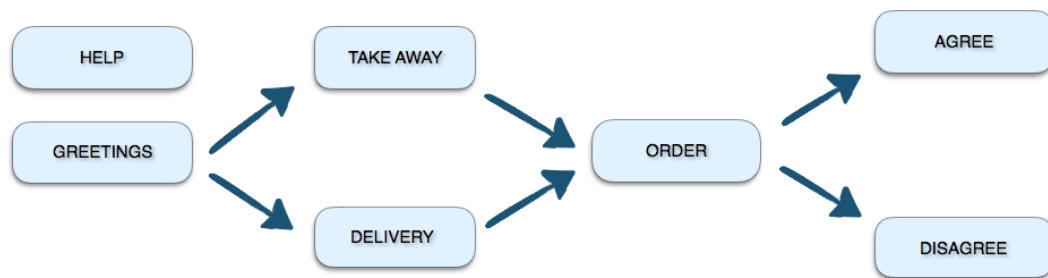 HELP
GREETINGS
TAKE AWAY
DELIVERY
ORDER
AGREE
DISAGREE